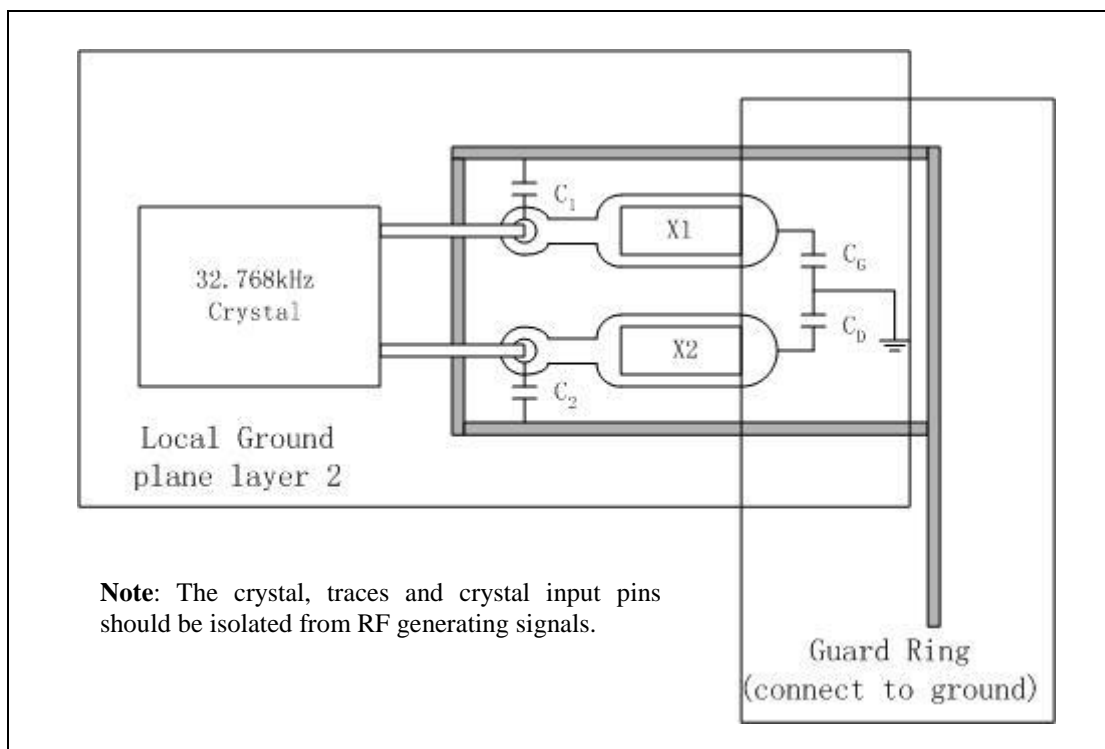 32.768kHz
Crystal
C1
X1
CG
X2
CD
C2
Local Ground
plane layer 2
Note: The crystal, traces and crystal input pins
should be isolated from RF generating signals.
Guard Ring
(connect to ground)